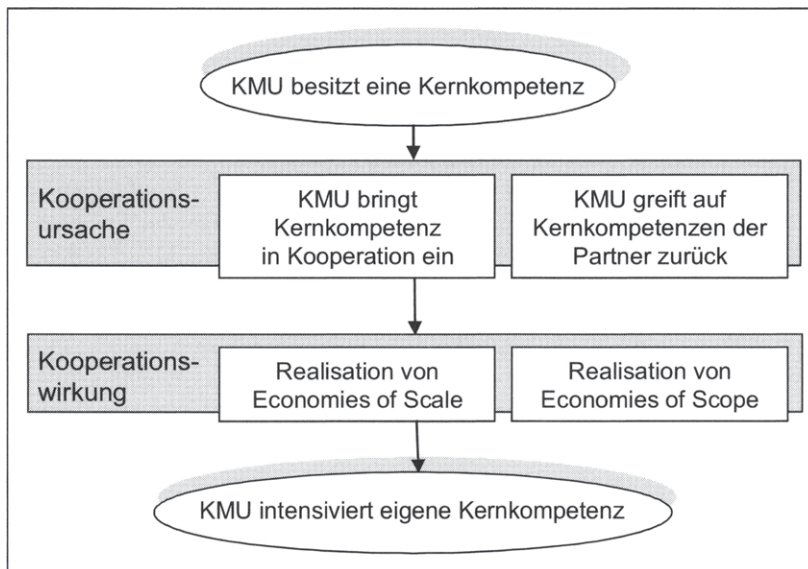 KMU besitzt eine Kernkompetenz
Kooperations-
ursache
KMU bringt
Kernkompetenz
in Kooperation ein
KMU greift auf
Kernkompetenzen der
Partner zurück
Kooperations-
wirkung
Realisation von
Economies of Scale
Realisation von
Economies of Scope
KMU intensiviert eigene Kernkompetenz